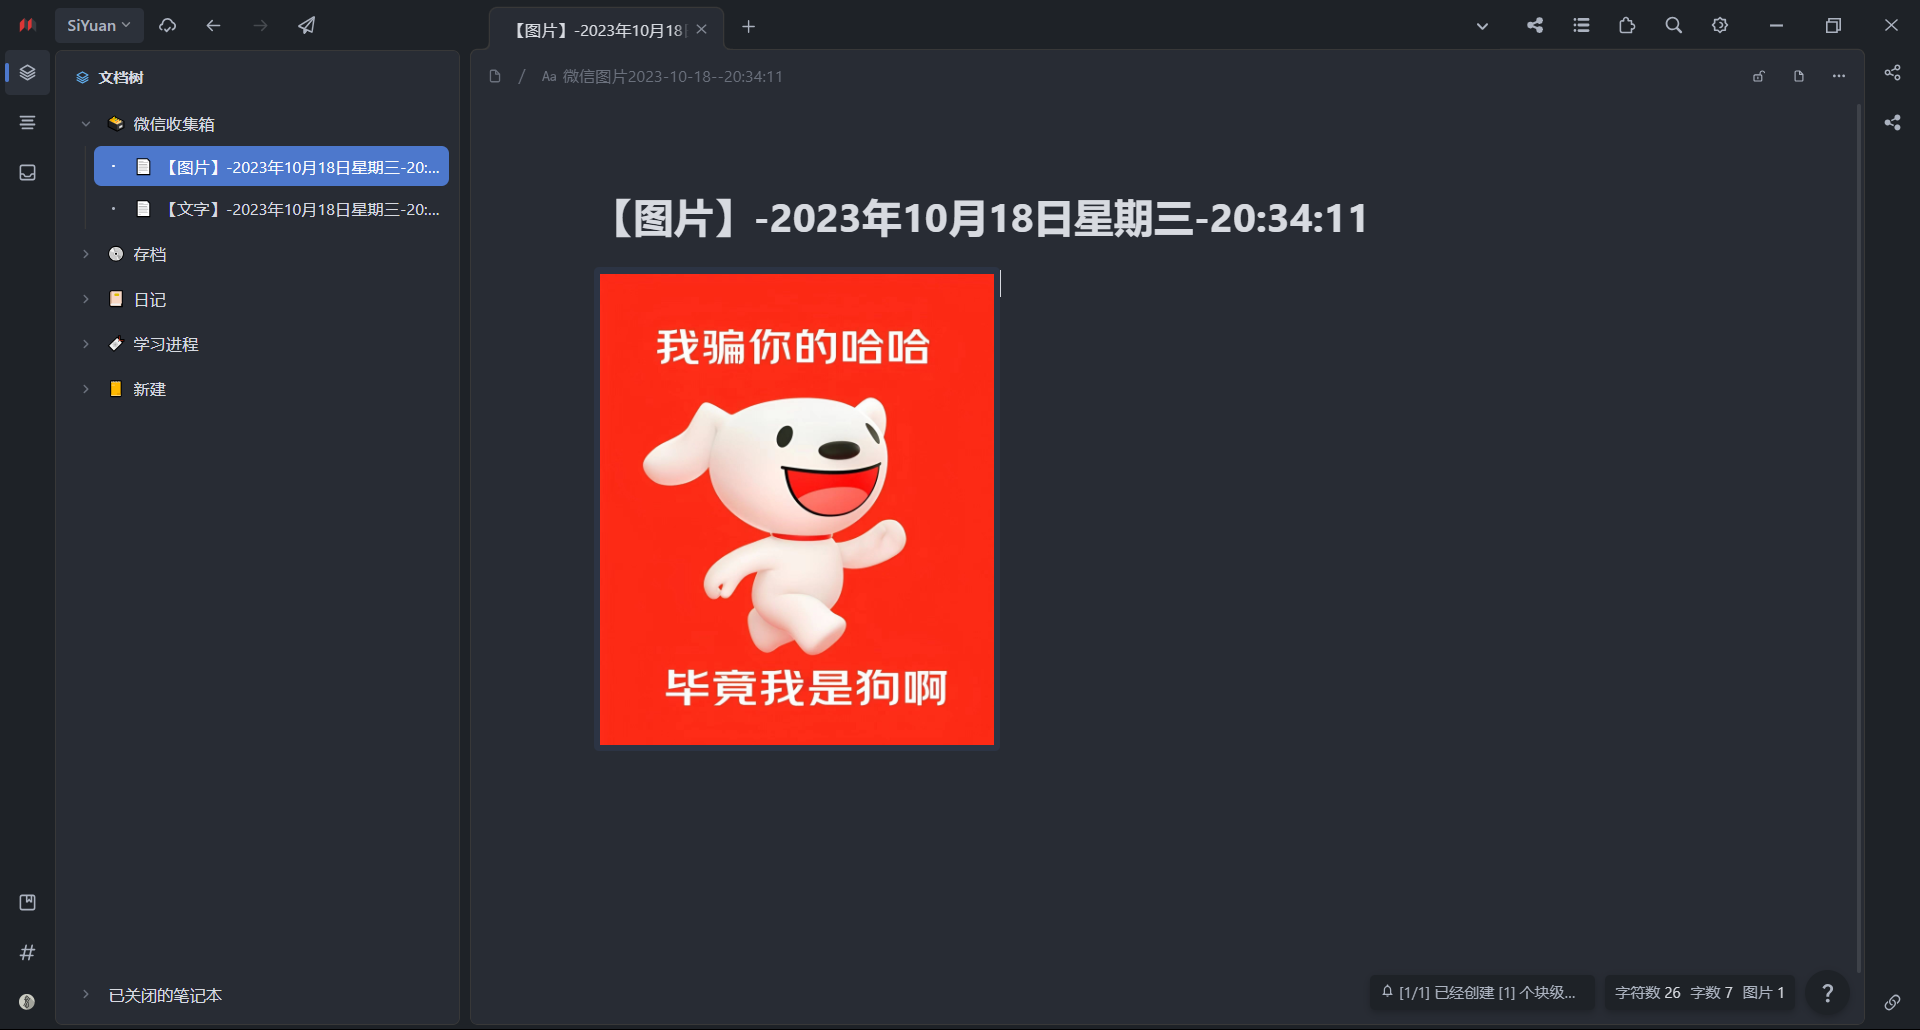 SiYuan
【图片】-2023年10月18
文档树
微信收集箱
【图片】-2023年10月18日星期三-20:...
【文字】-2023年10月18日星期三-20:...
存档
日记
学习进程
新建
已关闭的笔记本
/ Aa 微信图片2023-10-18--20:34:11
【图片】-2023年10月18日星期三-20:34:11
我骗你的哈哈
毕竟我是狗啊
[1/1] 已经创建 [1] 个块级...
字符数 26 字数 7 图片 1
?